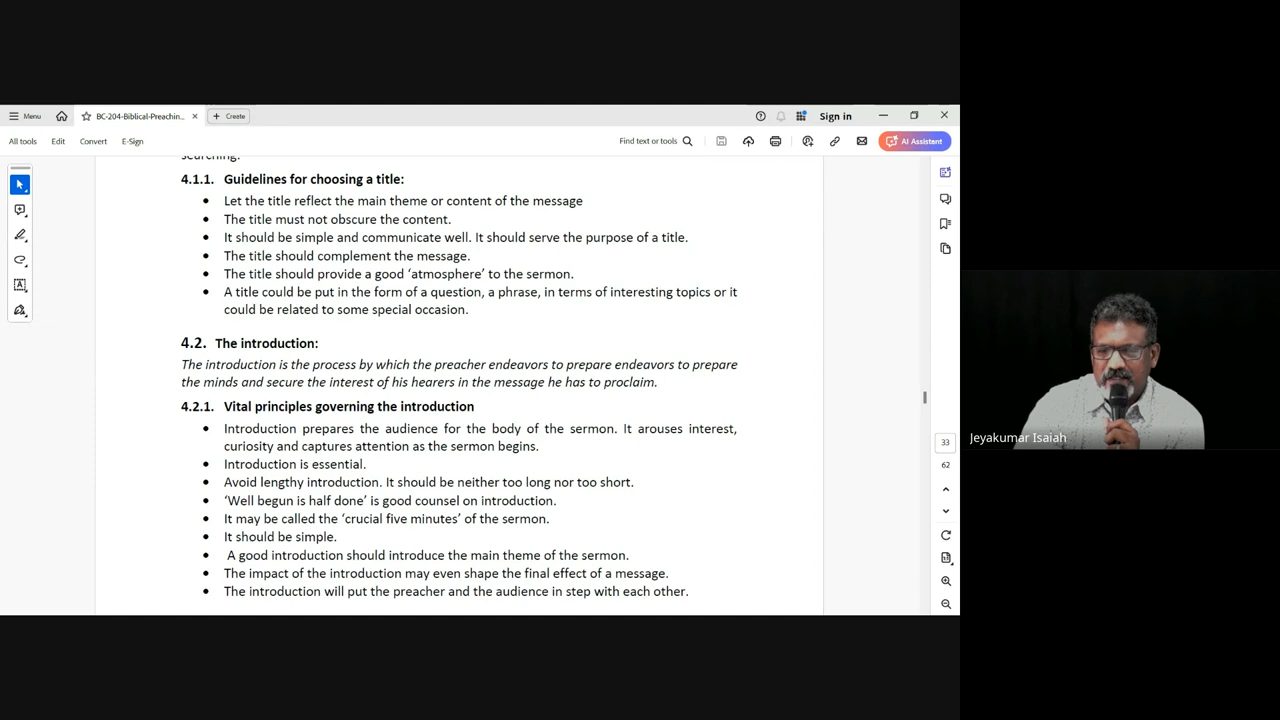 Menu
BC-204-Biblical-Preachin...
Create
Sign in
All tools
Edit
Convert
E-Sign
Find text or tools
AI Assistant
searching.
4.1.1. Guidelines for choosing a title:
• Let the title reflect the main theme or content of the message
• The title must not obscure the content.
• It should be simple and communicate well. It should serve the purpose of a title.
• The title should complement the message.
• The title should provide a good ‘atmosphere’ to the sermon.
• A title could be put in the form of a question, a phrase, in terms of interesting topics or it
could be related to some special occasion.
4.2. The introduction:
The introduction is the process by which the preacher endeavors to prepare endeavors to prepare
the minds and secure the interest of his hearers in the message he has to proclaim.
4.2.1. Vital principles governing the introduction
• Introduction prepares the audience for the body of the sermon. It arouses interest,
curiosity and captures attention as the sermon begins.
• Introduction is essential.
• Avoid lengthy introduction. It should be neither too long nor too short.
• ‘Well begun is half done’ is good counsel on introduction.
• It may be called the ‘crucial five minutes’ of the sermon.
• It should be simple.
• A good introduction should introduce the main theme of the sermon.
• The impact of the introduction may even shape the final effect of a message.
• The introduction will put the preacher and the audience in step with each other.
33
62
Jeyakumar Isaiah